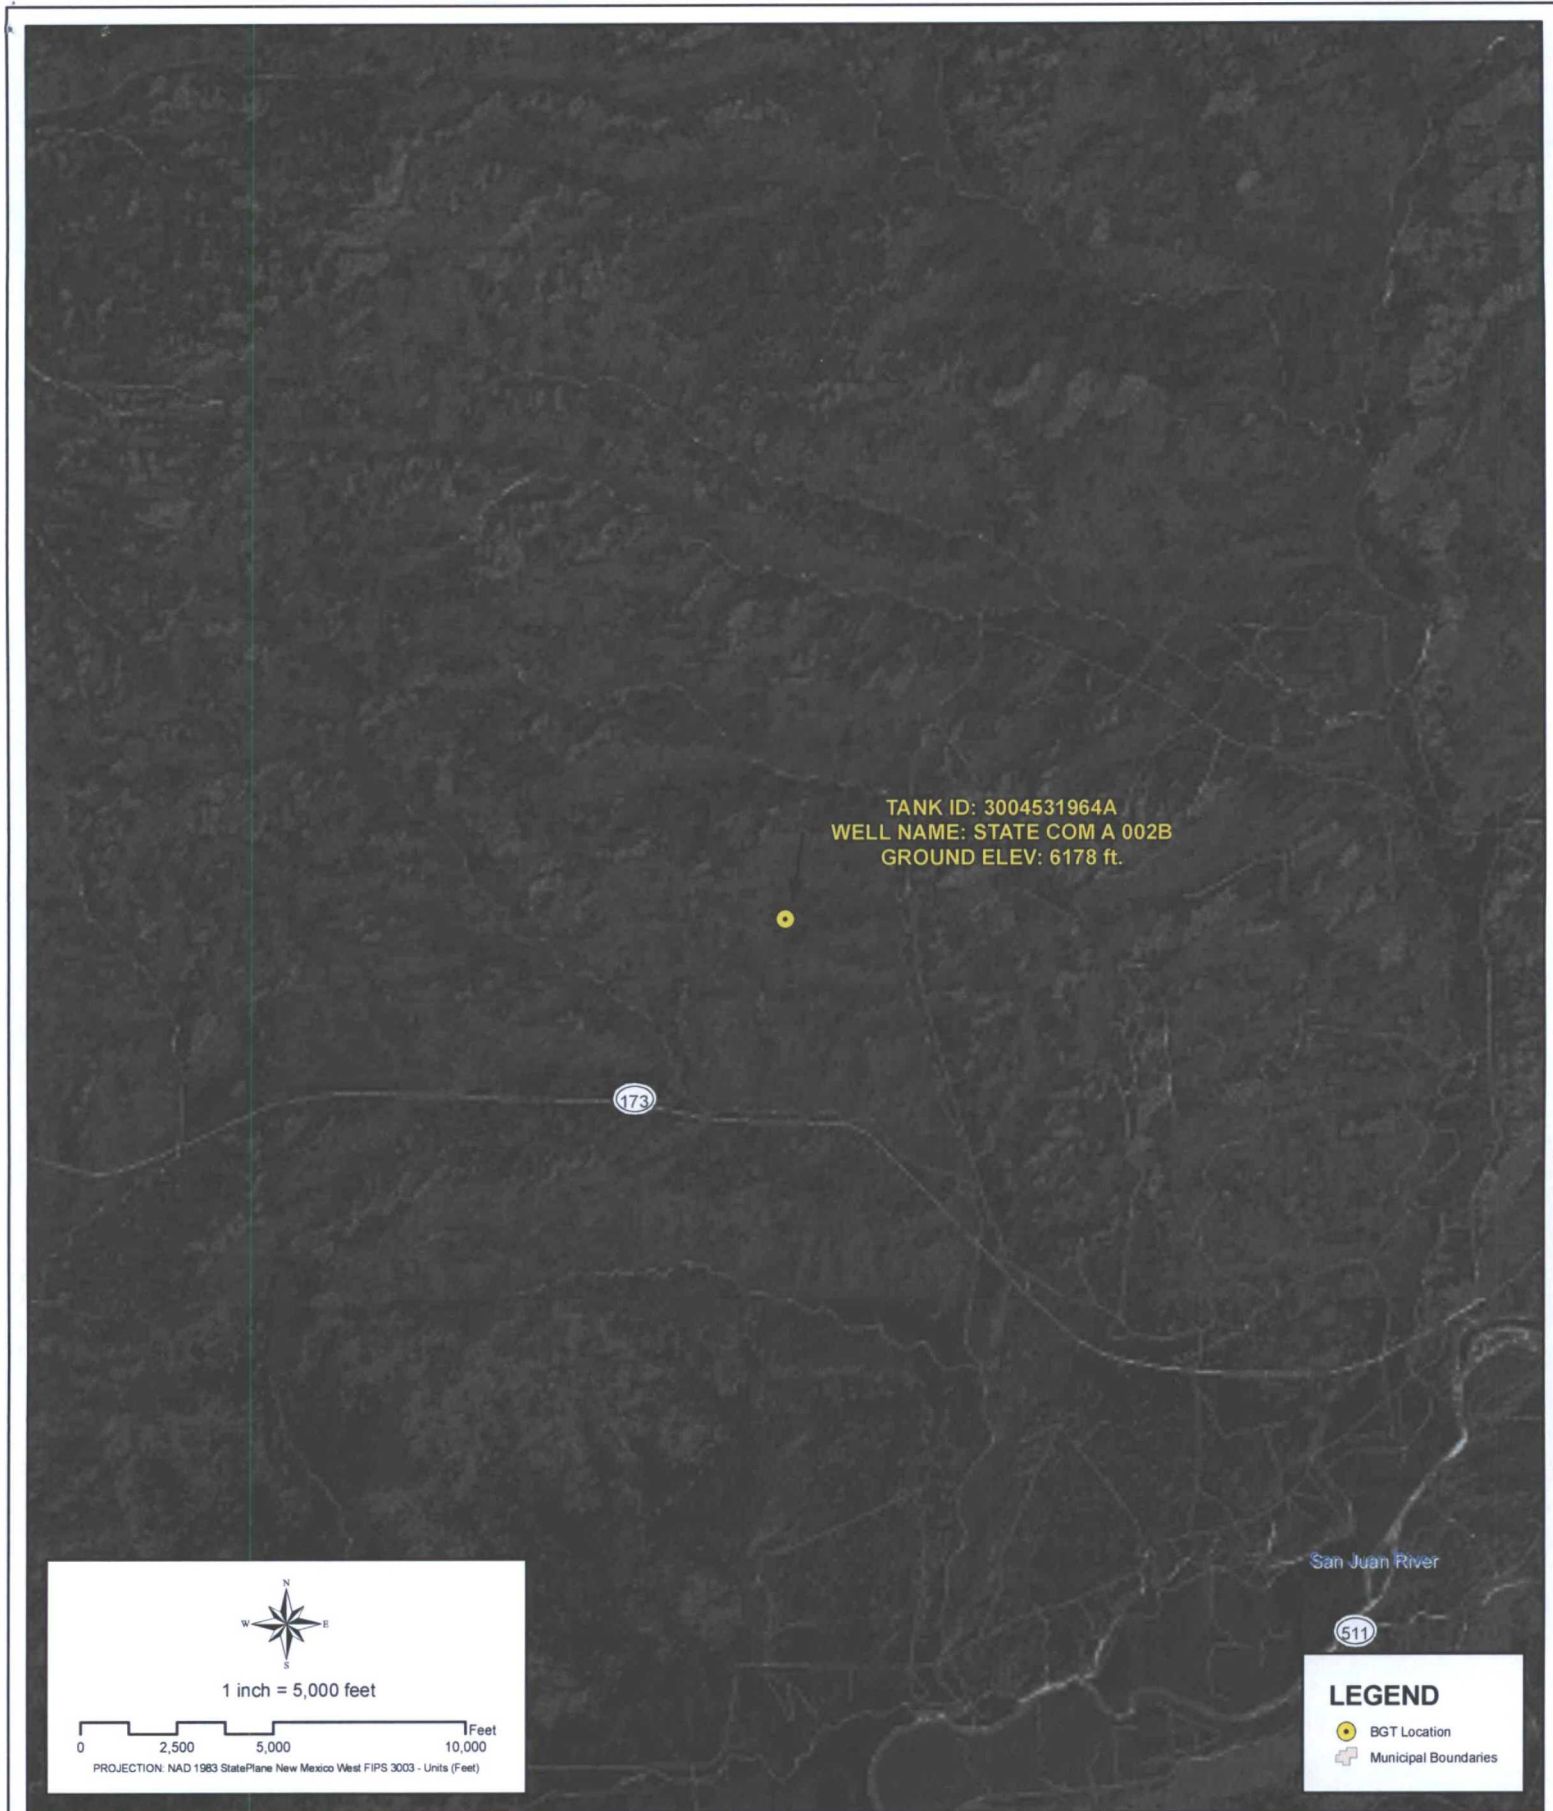 TANK ID: 3004531964A
WELL NAME: STATE COM A 002B
GROUND ELEV: 6178 ft.
173
San Juan River
511
N
W E
S
1 inch = 5,000 feet
Feet
0 2,500 5,000 10,000
PROJECTION: NAD 1983 StatePlane New Mexico West FIPS 3003 - Units (Feet)
LEGEND
BGT Location
Municipal Boundaries